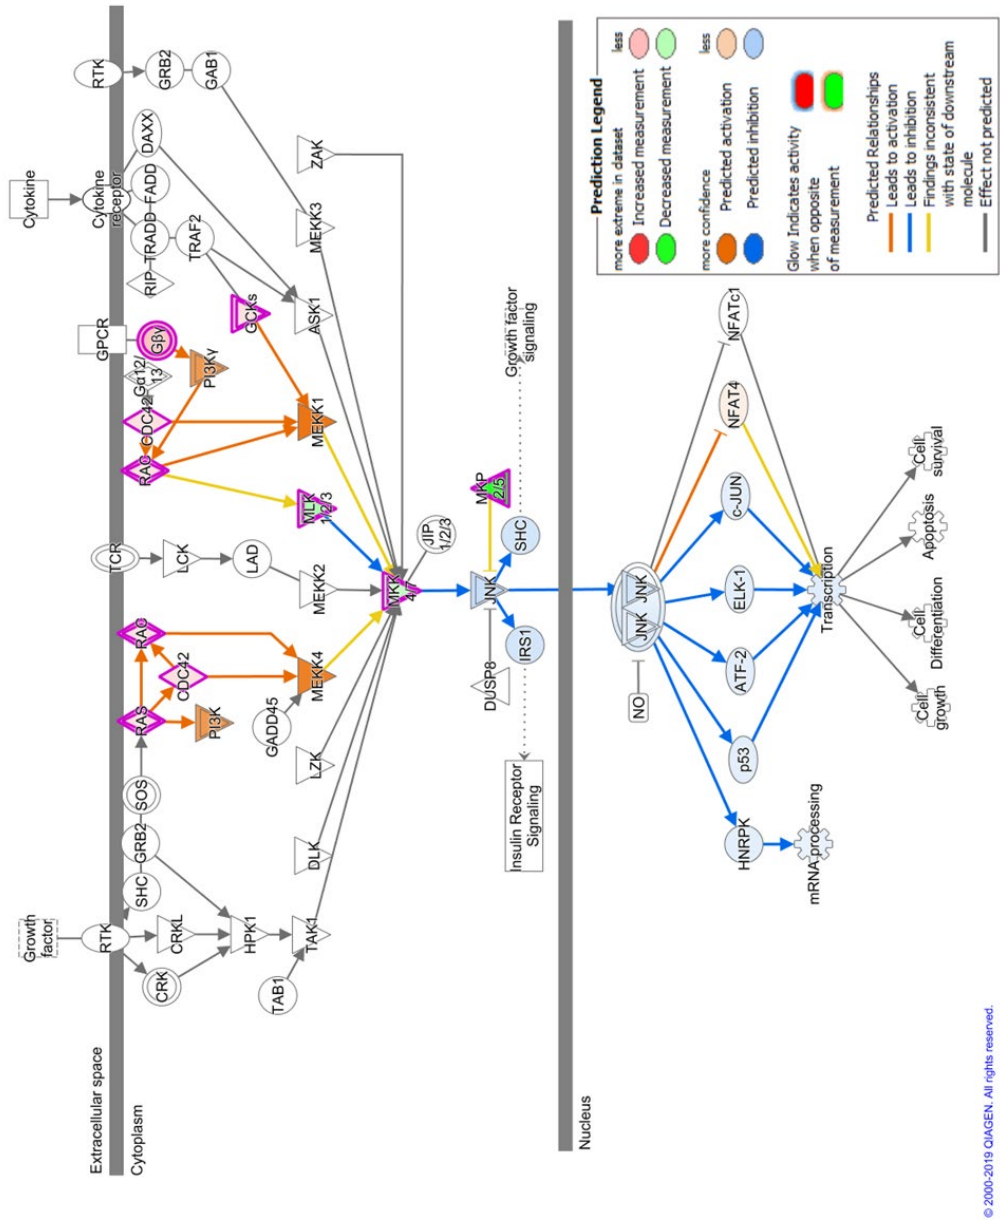 Extracellular space
Cytoplasm
Growth
factor
Cytokine
RTK
TCR
GPCR
Cytokine
receptor
RTK
SHC
GRB2
SOS
RAS
RAC
RAC
CDC42
Gα12/
13
Gβγ
RIP
TRADD
FADD
DAXX
GRB2
CRK
CRKL
PI3K
CDC42
LCK
PI3Kγ
TRAF2
GAB1
TAB1
HPK1
GADD45
LAD
GCKs
TAK1
DLK
LZK
MEKK4
MEKK2
MLK
1/2/3
MEKK1
ASK1
MEKK3
ZAK
MKK
4/7
JIP
1/2/3
DUSP8
JNK
MKP
2/5
Insulin Receptor
Signaling
IRS1
SHC
Growth factor
signaling
Nucleus
NO
JNK
JNK
HNRPK
p53
ATF-2
ELK-1
c-JUN
NFAT4
NFATc1
mRNA processing
Transcription
Cell
growth
Cell
Differentiation
Apoptosis
Cell
survival
Prediction Legend
more extreme in dataset
less
Increased measurement
Decreased measurement
more confidence
less
Predicted activation
Predicted inhibition
Glow Indicates activity
when opposite
of measurement
Predicted Relationships
Leads to activation
Leads to inhibition
Findings inconsistent
with state of downstream
molecule
Effect not predicted
© 2000-2019 QIAGEN. All rights reserved.